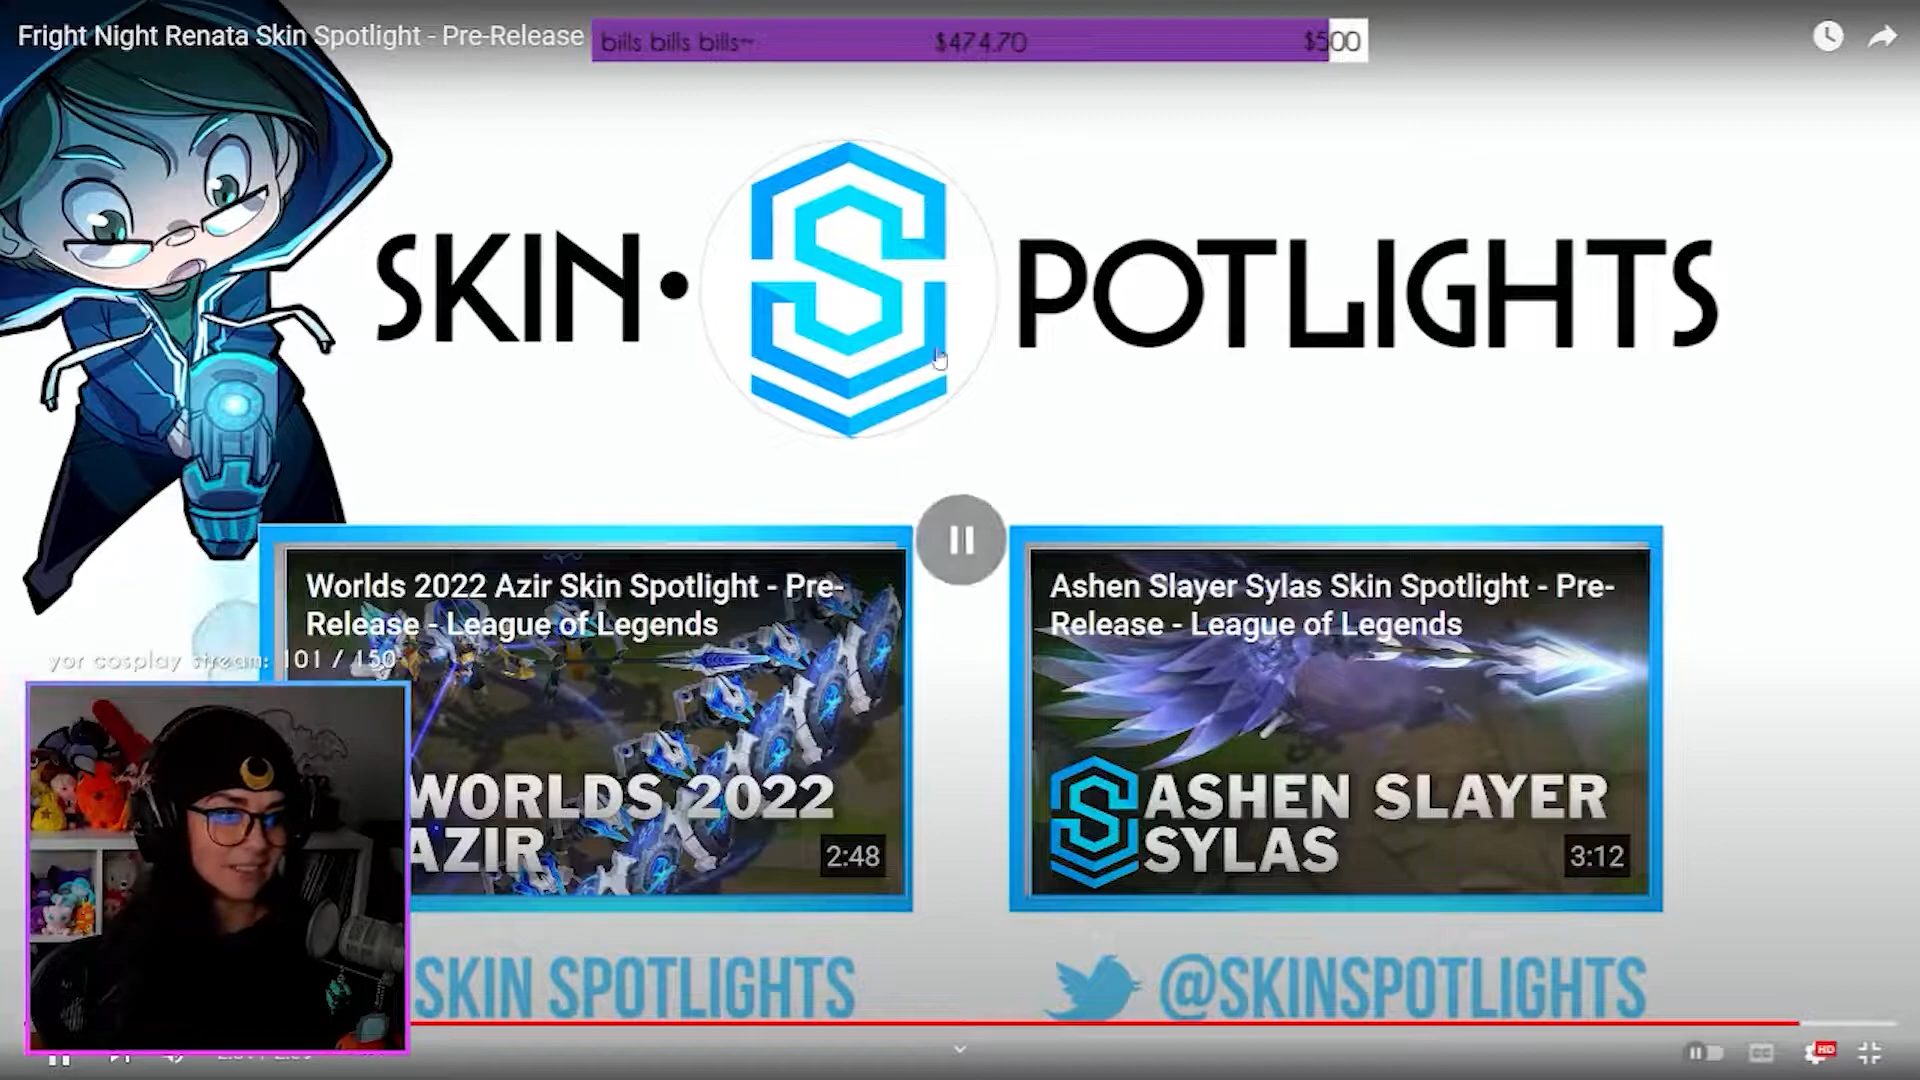 Fright Night Renata Skin Spotlight - Pre-Release
bills bills bills~ $474.70 $500
SKIN • S POTLIGHTS
Worlds 2022 Azir Skin Spotlight - Pre-
Release - League of Legends
WORLDS 2022
AZIR
2:48
Ashen Slayer Sylas Skin Spotlight - Pre-
Release - League of Legends
ASHEN SLAYER
SYLAS
3:12
yor cosplay stream: 101 / 150
SKIN SPOTLIGHTS
@SKINSPOTLIGHTS
CC
HD